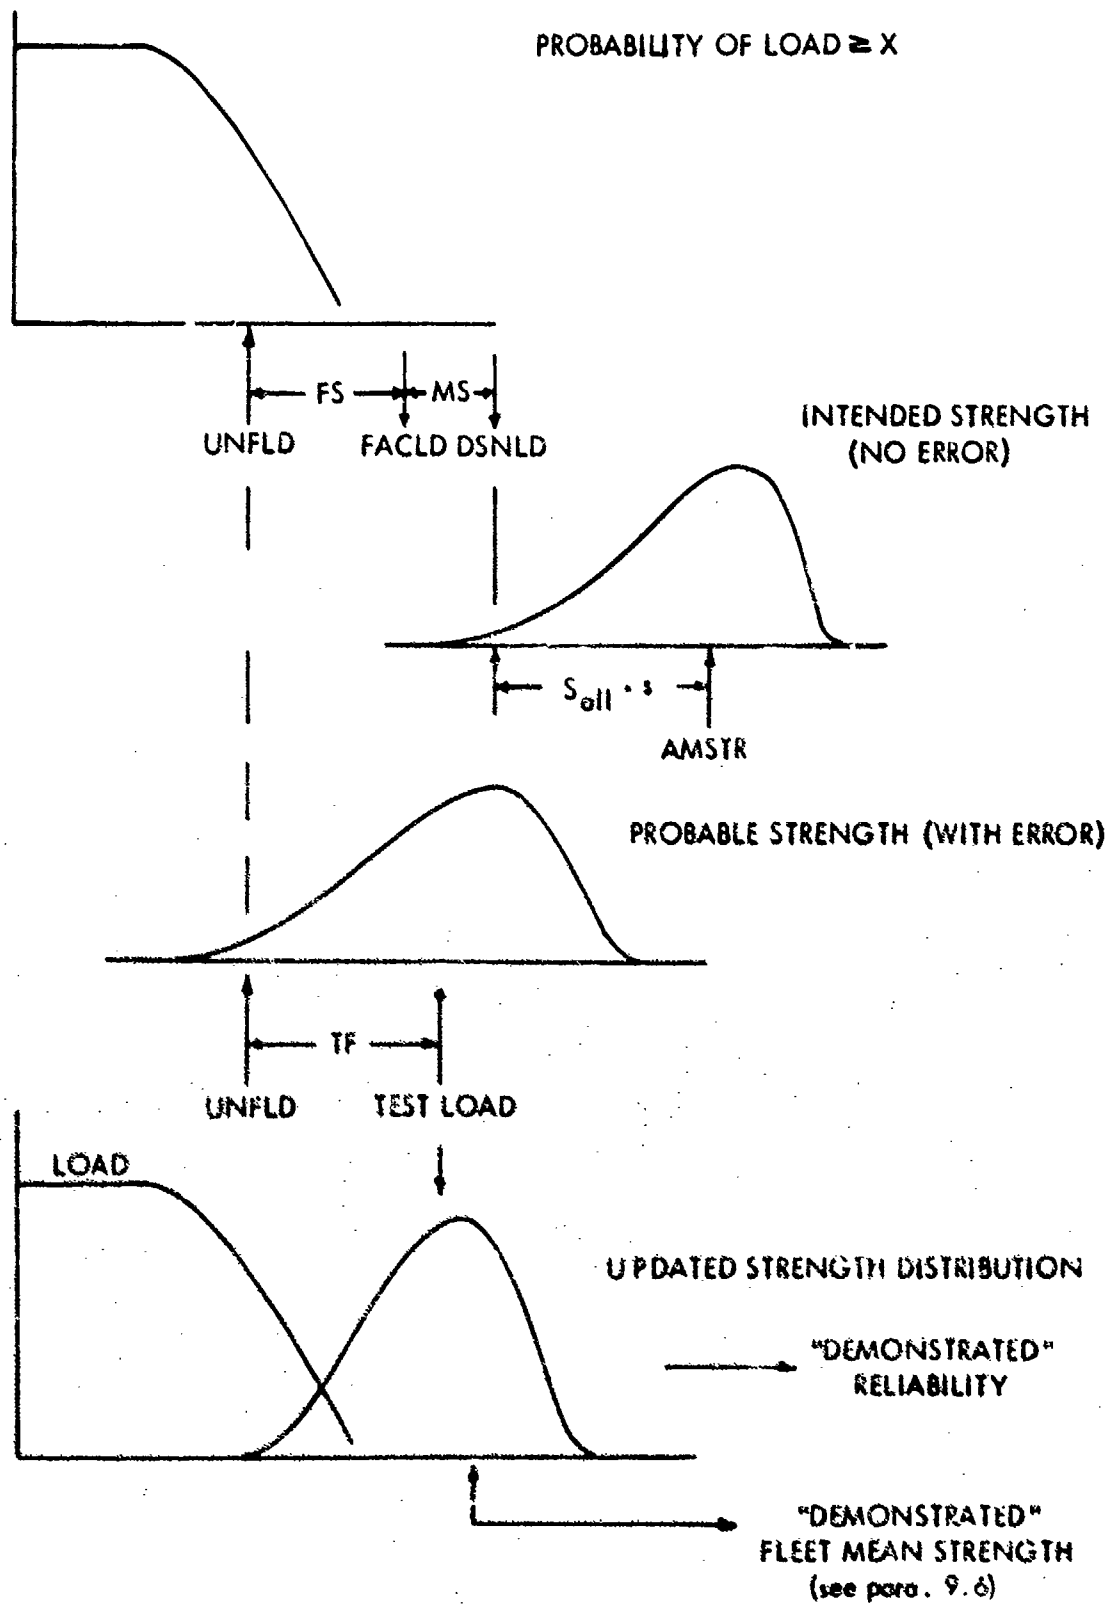 PROBABILITY OF LOAD ≥ X
FS
MS
UNFLD
FACLD DSNLD
INTENDED STRENGTH
(NO ERROR)
S_all · s
AMSTR
PROBABLE STRENGTH (WITH ERROR)
TF
UNFLD
TEST LOAD
LOAD
UPDATED STRENGTH DISTRIBUTION
"DEMONSTRATED"
RELIABILITY
"DEMONSTRATED"
FLEET MEAN STRENGTH
(see para. 9.6)